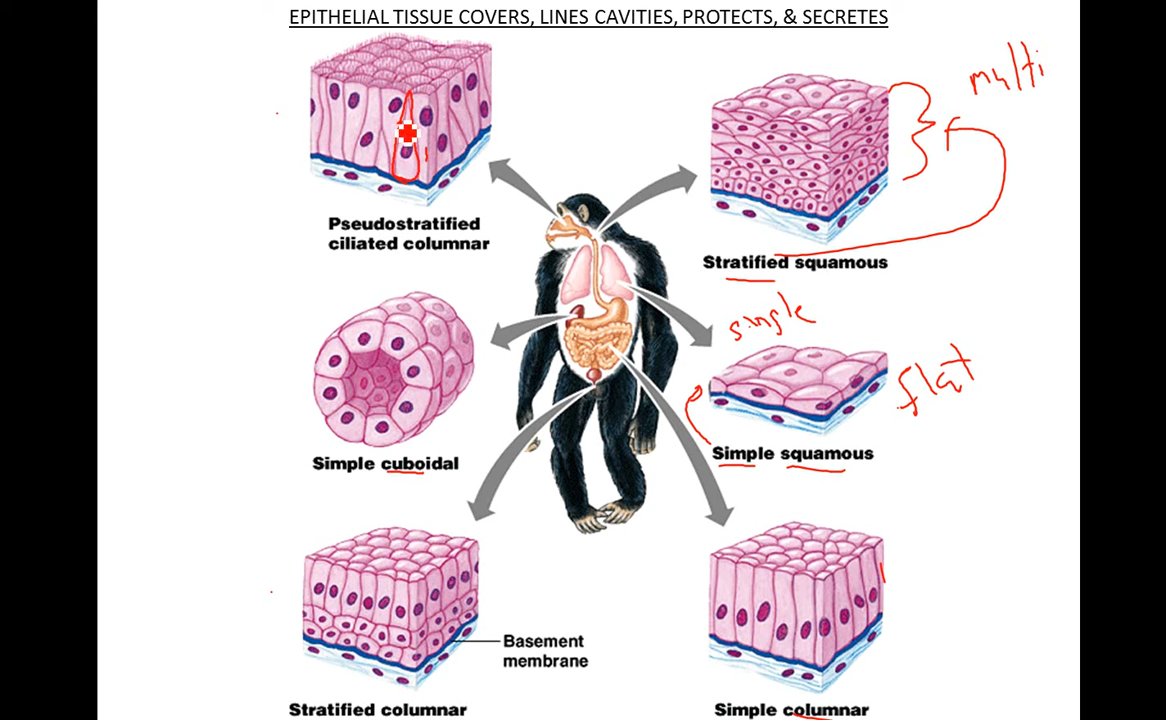 EPITHELIAL TISSUE COVERS, LINES CAVITIES, PROTECTS, & SECRETES
multi
Pseudostratified
ciliated columnar
Stratified squamous
single
flat
Simple cuboidal
Simple squamous
Basement
membrane
Stratified columnar
Simple columnar